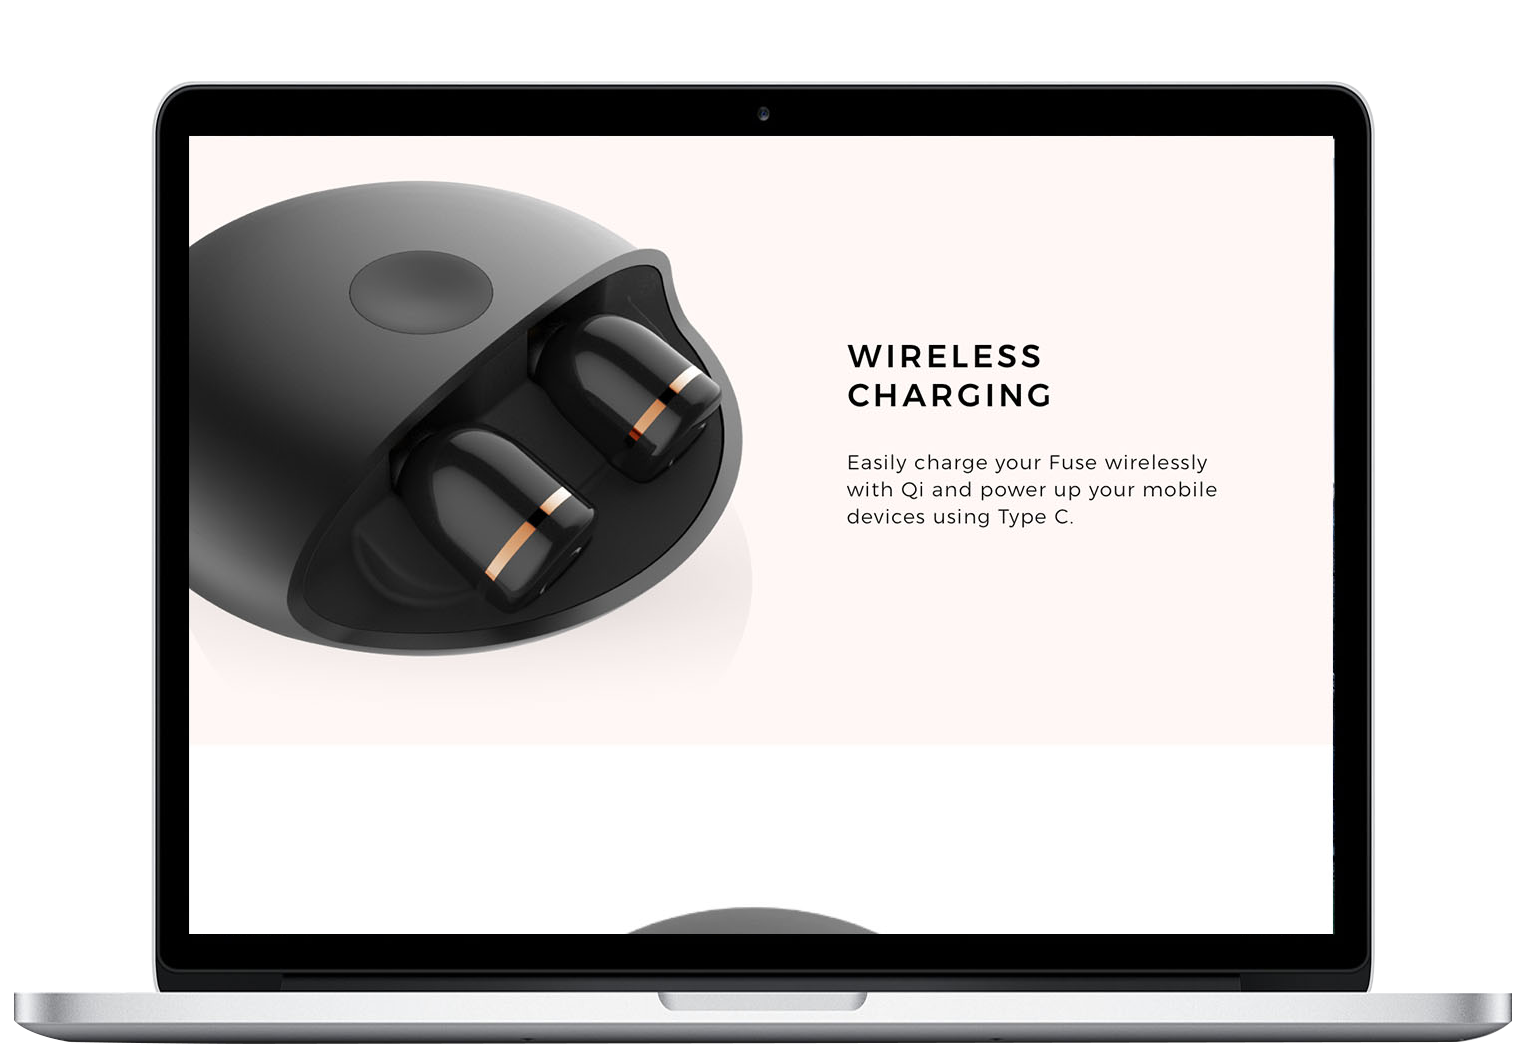 WIRELESS
CHARGING
Easily charge your Fuse wirelessly
with Qi and power up your mobile
devices using Type C.